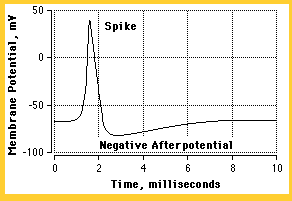 50
Spike
0
-50
Negative Afterpotential
-100
0 2 4 6 8 10
Time, milliseconds
Membrane Potential, mV